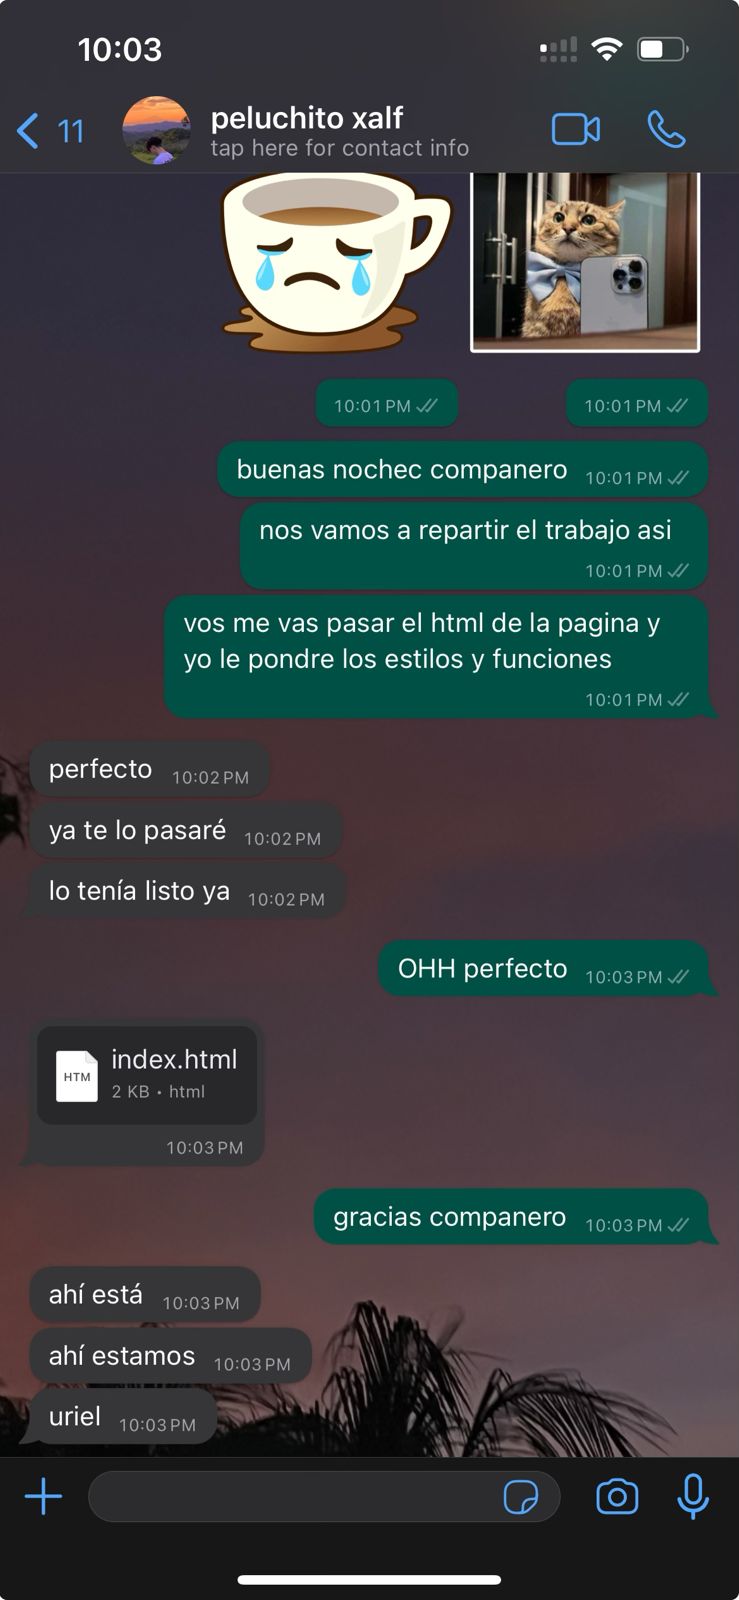 10:03
11
peluchito xalf
tap here for contact info
10:01 PM
10:01 PM
buenas nochec companero
10:01 PM
nos vamos a repartir el trabajo asi
10:01 PM
vos me vas pasar el html de la pagina y
yo le pondre los estilos y funciones
10:01 PM
perfecto
10:02 PM
ya te lo pasaré
10:02 PM
lo tenía listo ya
10:02 PM
OHH perfecto
10:03 PM
HTM
index.html
2 KB • html
10:03 PM
gracias companero
10:03 PM
ahí está
10:03 PM
ahí estamos
10:03 PM
uriel
10:03 PM